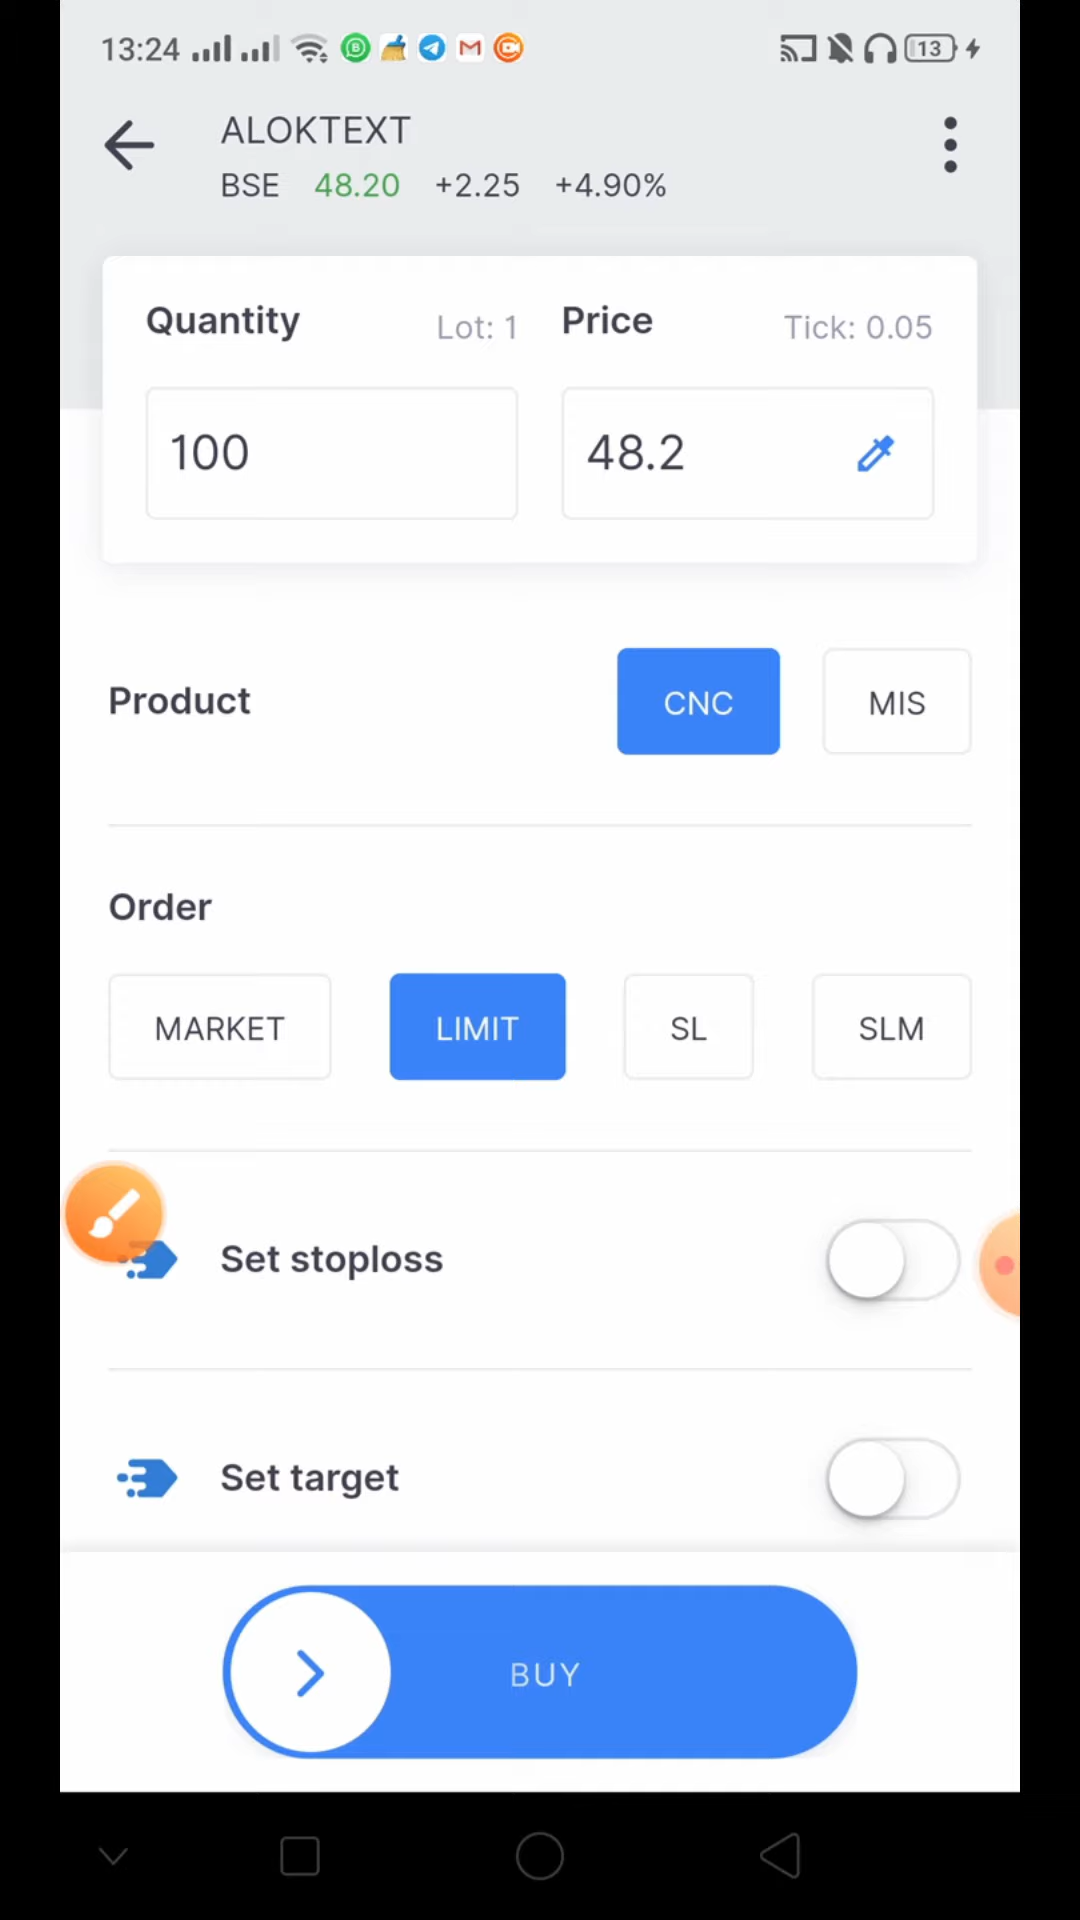 13:24 13
ALOKTEXT
BSE 48.20 +2.25 +4.90%
Quantity Lot: 1 Price Tick: 0.05
100 48.2
Product CNC MIS
Order
MARKET LIMIT SL SLM
Set stoploss
Set target
BUY